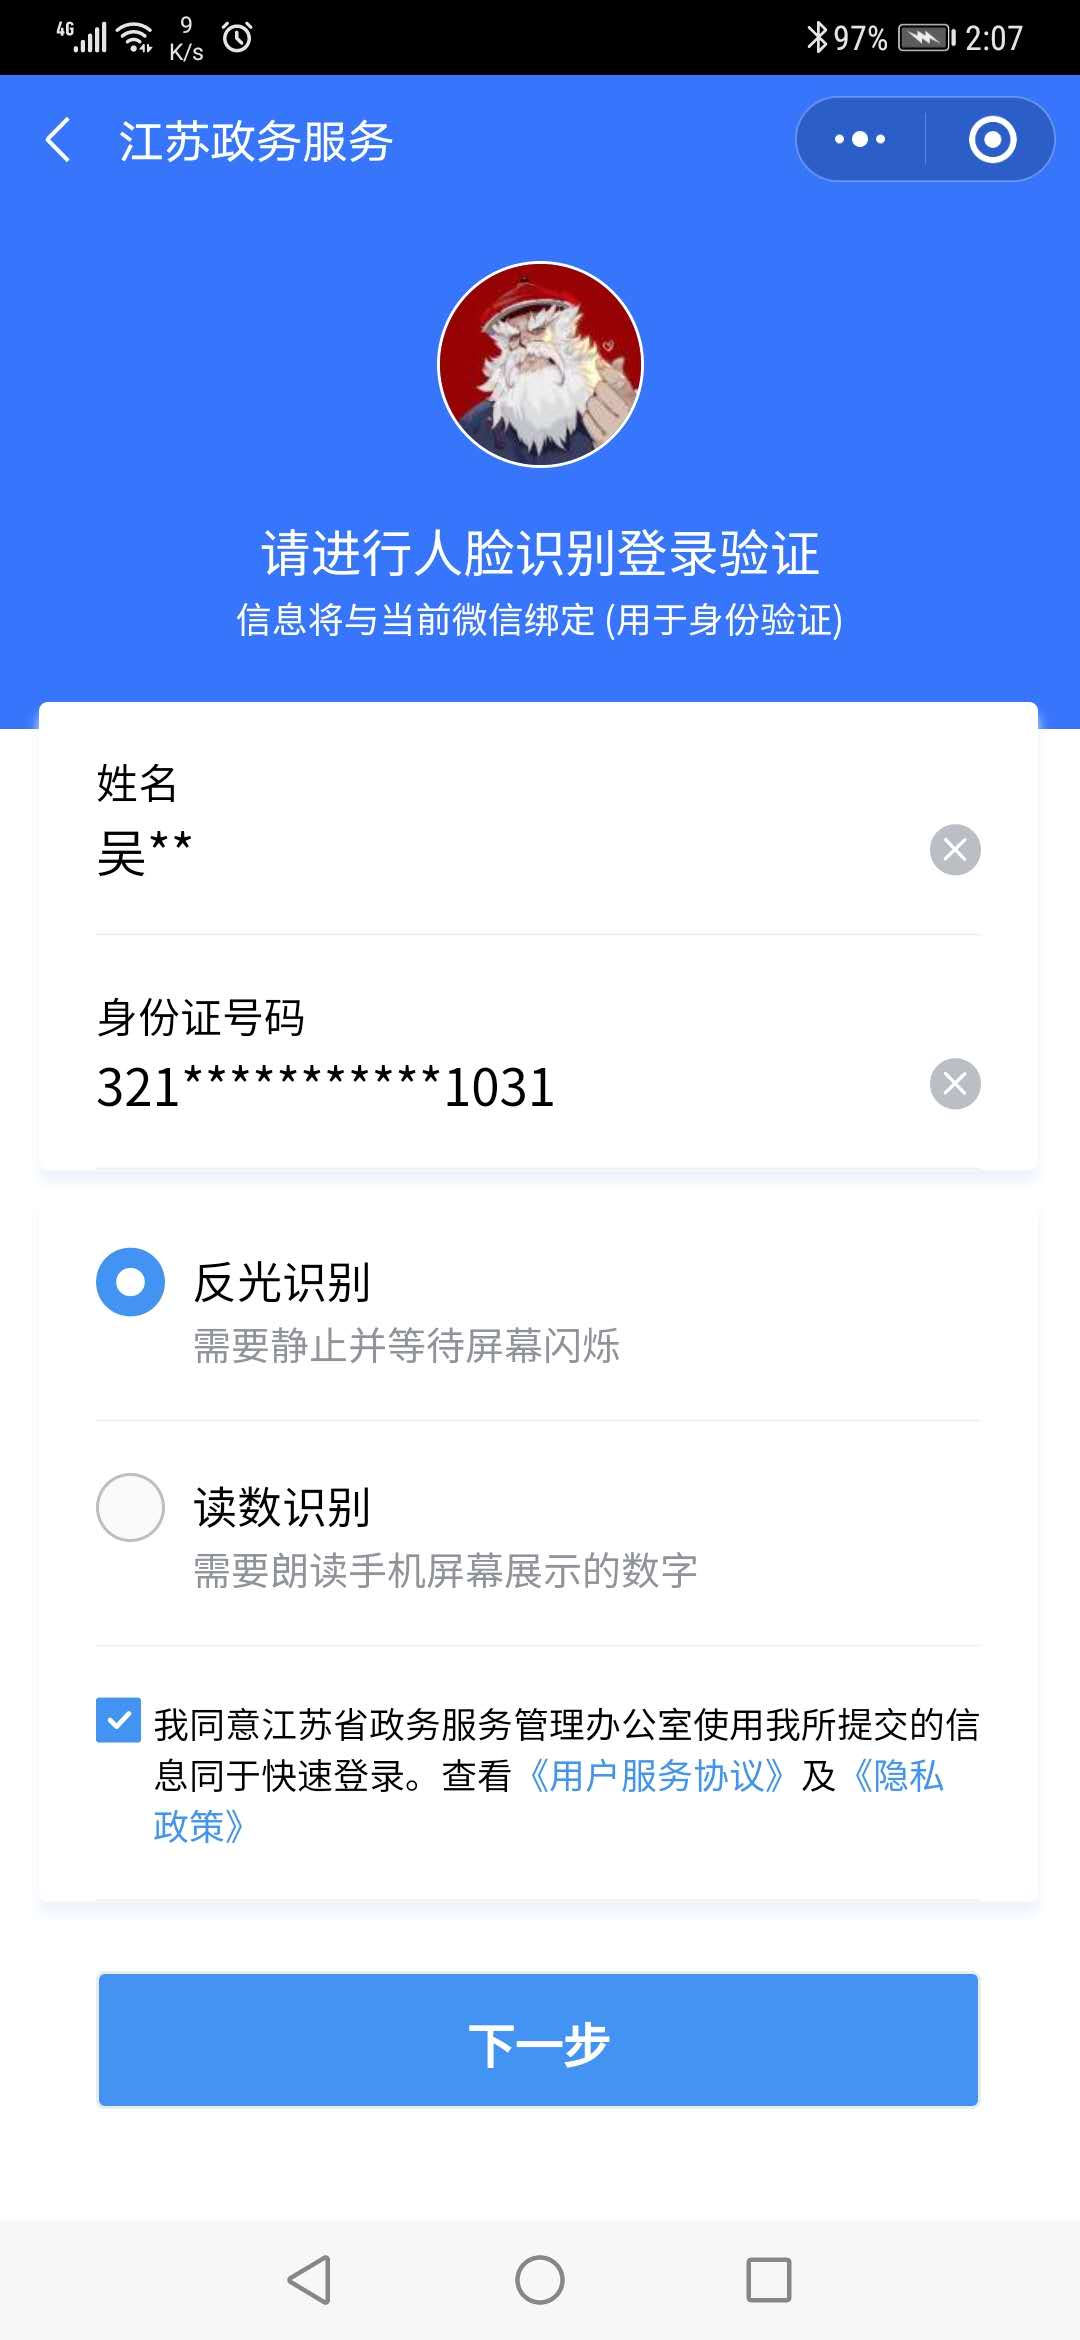 4G 9 K/s 97% 2:07
江苏政务服务
请进行人脸识别登录验证
信息将与当前微信绑定 (用于身份验证)
姓名
吴**
身份证号码
321***********1031
反光识别
需要静止并等待屏幕闪烁
读数识别
需要朗读手机屏幕展示的数字
我同意江苏省政务服务管理办公室使用我所提交的信
息同于快速登录。查看《用户服务协议》及《隐私
政策》
下一步